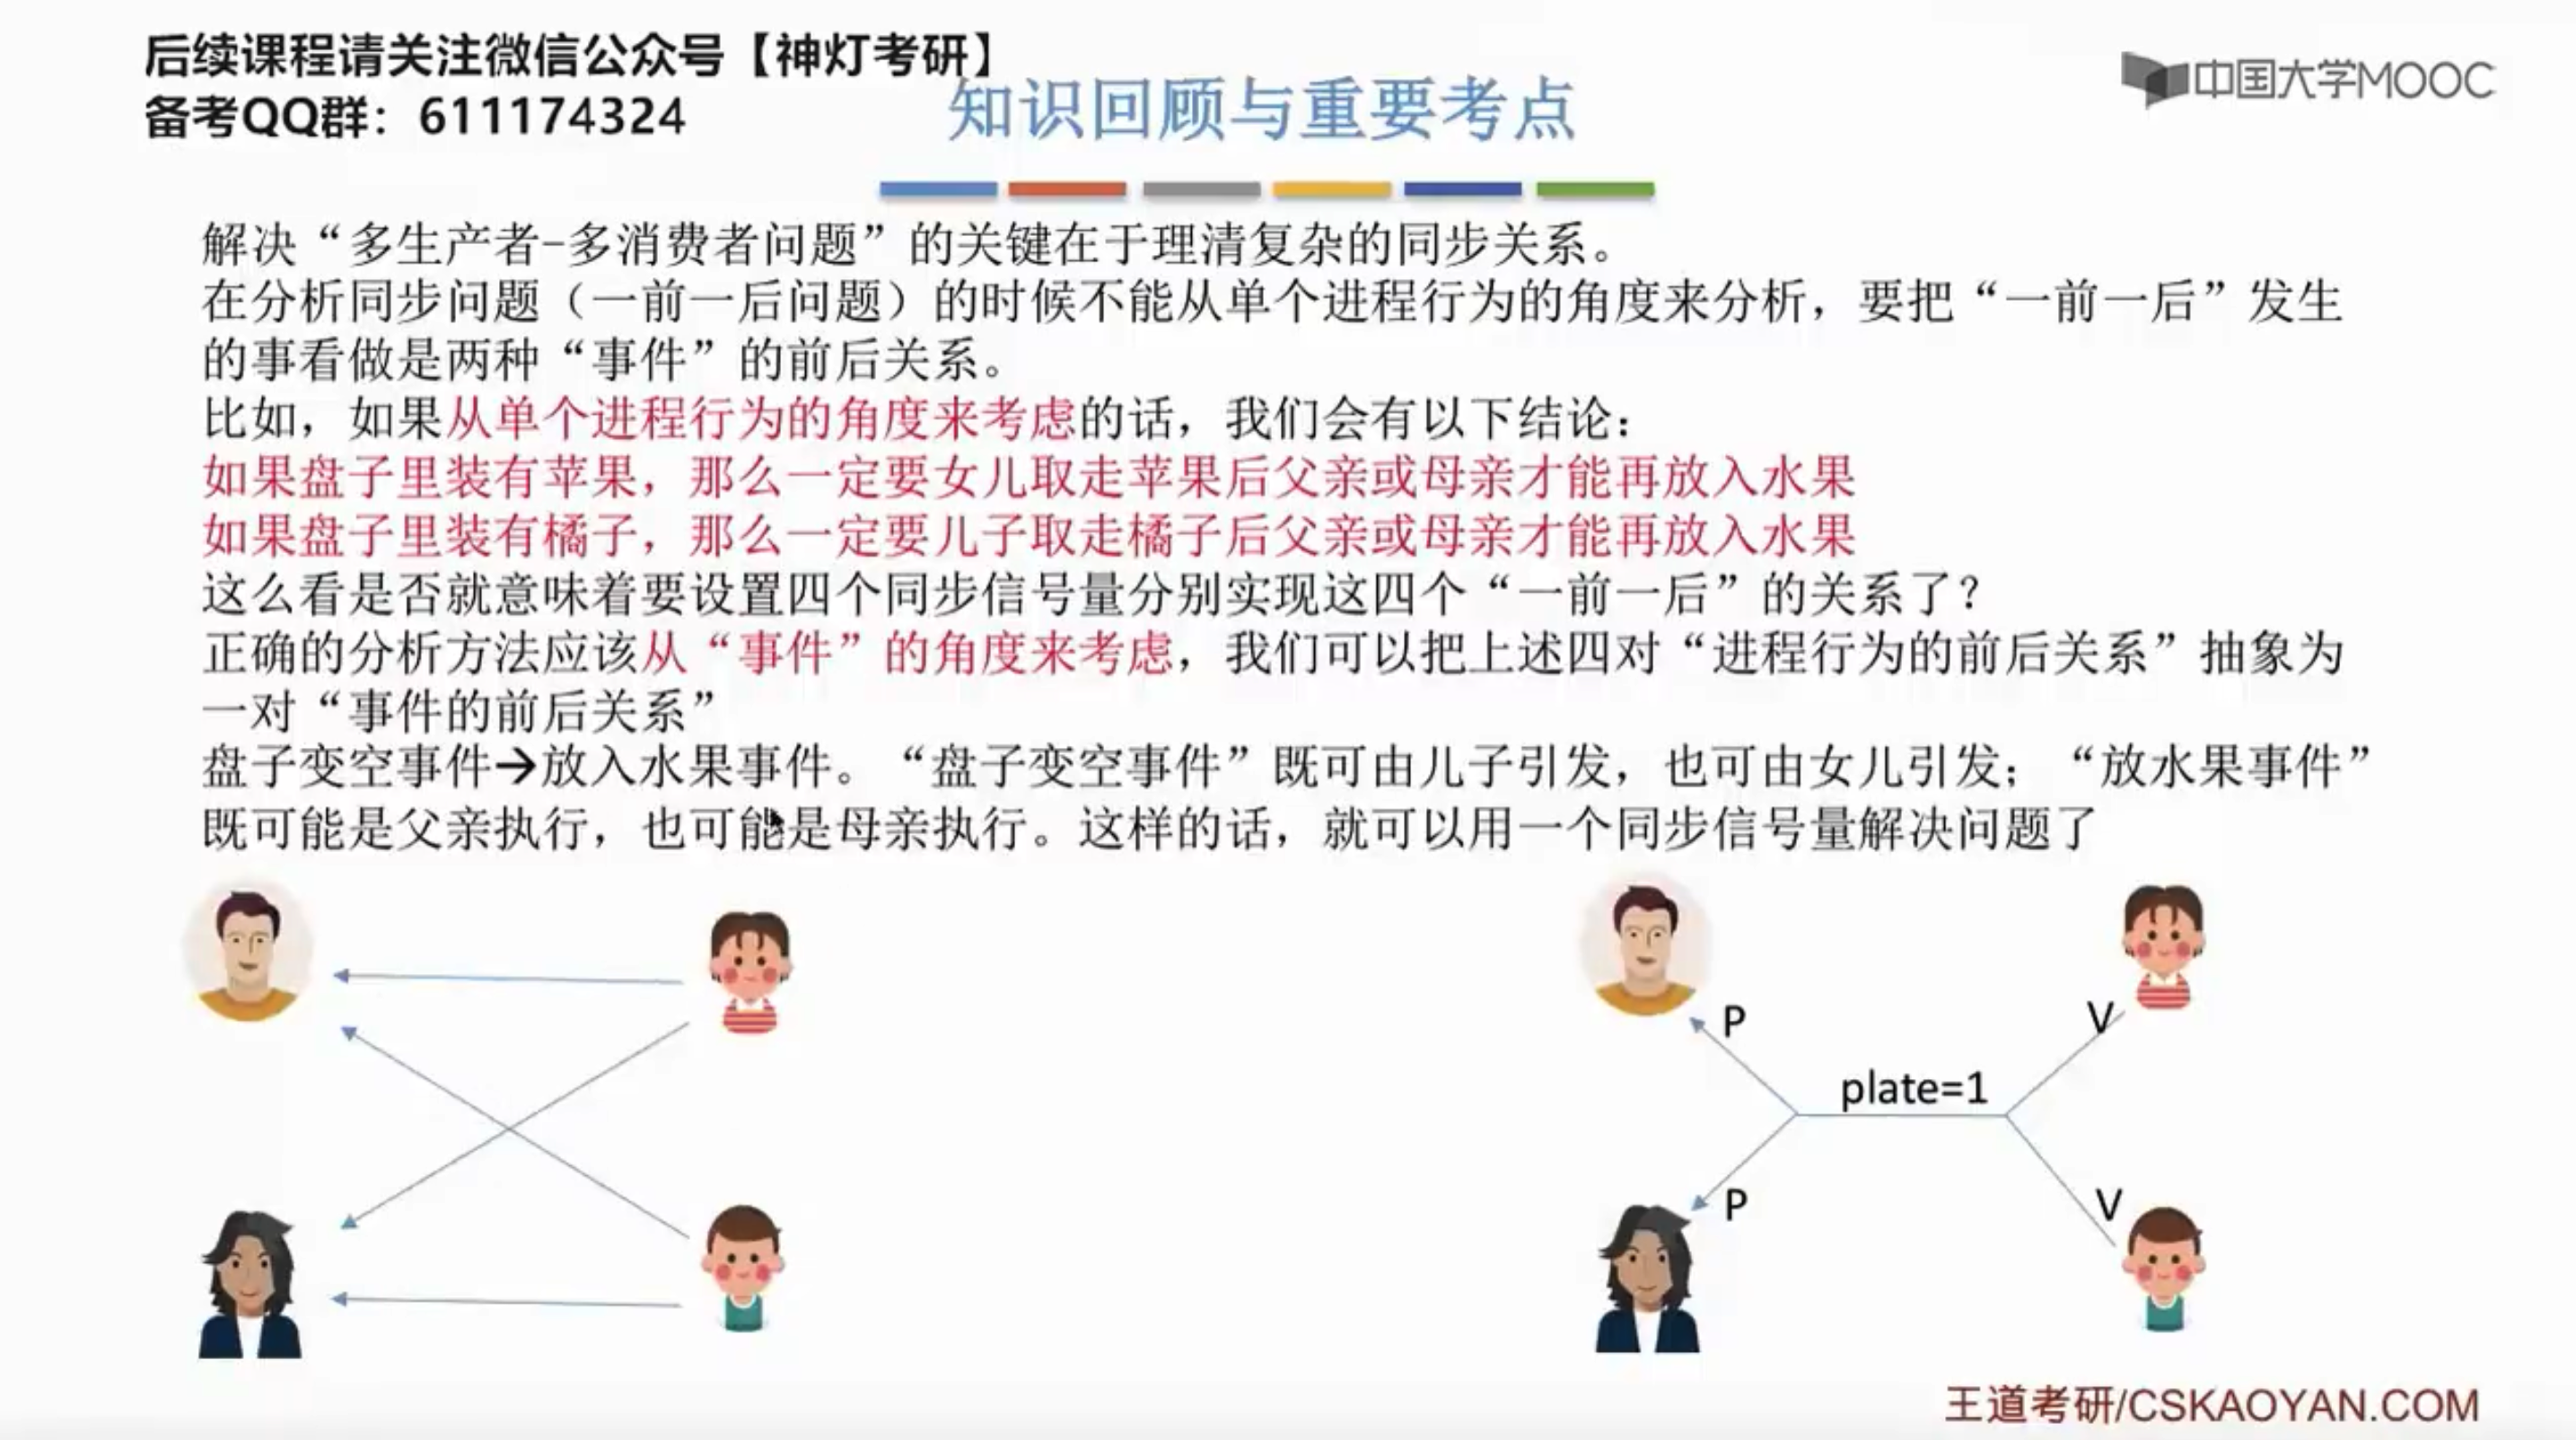 后续课程请关注微信公众号【神灯考研】
备考QQ群：611174324
中国大学MOOC
知识回顾与重要考点
解决“多生产者-多消费者问题”的关键在于理清复杂的同步关系。
在分析同步问题（一前一后问题）的时候不能从单个进程行为的角度来分析，要把“一前一后”发生
的事看做是两种“事件”的前后关系。
比如，如果从单个进程行为的角度来考虑的话，我们会有以下结论：
如果盘子里装有苹果，那么一定要女儿取走苹果后父亲或母亲才能再放入水果
如果盘子里装有橘子，那么一定要儿子取走橘子后父亲或母亲才能再放入水果
这么看是否就意味着要设置四个同步信号量分别实现这四个“一前一后”的关系了？
正确的分析方法应该从“事件”的角度来考虑，我们可以把上述四对“进程行为的前后关系”抽象为
一对“事件的前后关系”
盘子变空事件→放入水果事件。“盘子变空事件”既可由儿子引发，也可由女儿引发；“放水果事件”
既可能是父亲执行，也可能是母亲执行。这样的话，就可以用一个同步信号量解决问题了
P
V
plate=1
P
V
王道考研/CSKAOYAN.COM